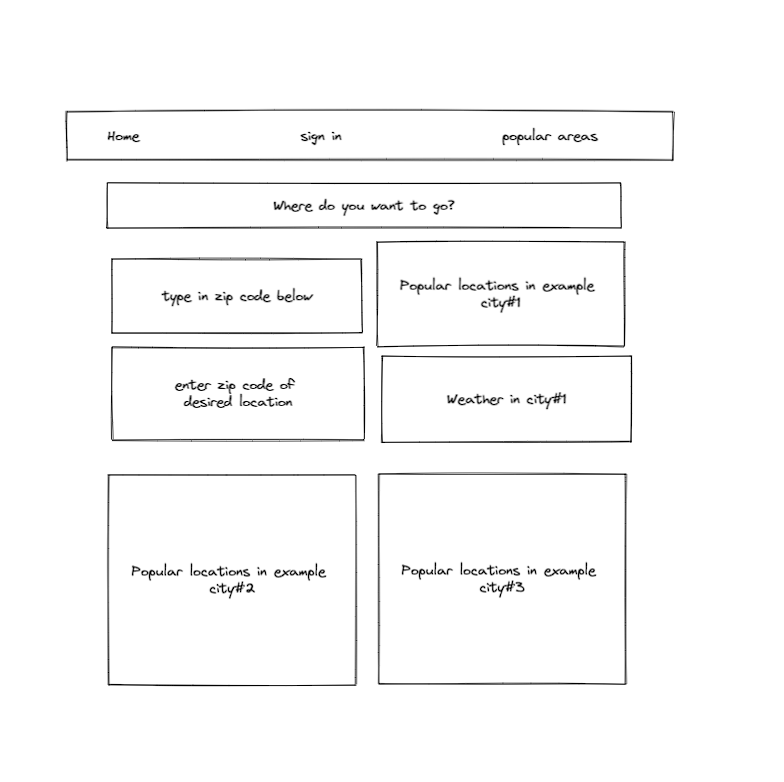 Home
sign in
popular areas
Where do you want to go?
type in zip code below
Popular locations in example
city#1
enter zip code of
desired location
Weather in city#1
Popular locations in example
city#2
Popular locations in example
city#3